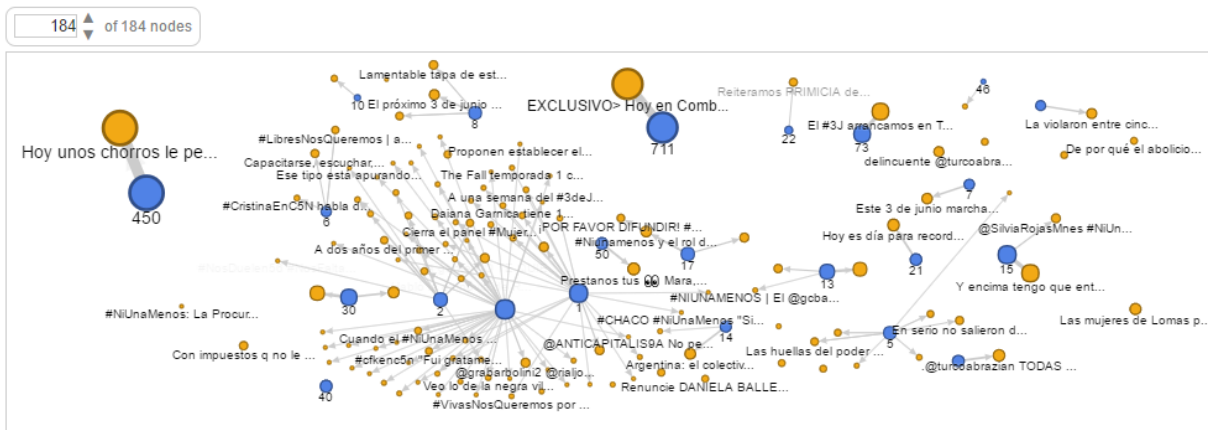 184 of 184 nodes
Lamentable tapa de est...
10 El próximo 3 de junio ...
8
EXCLUSIVO> Hoy en Comb...
711
Reiteramos PRIMICIA de...
22
46
El #3J arrancamos en T...
73
La violaron entre cinc...
De por qué el abolicio...
delincuente @turcoabra...
Hoy unos chorros le pe...
450
#LibresNosQueremos | a...
Capacitarse, escuchar,...
Ese tipo está apurando...
Proponen establecer el...
The Fall temporada 1 c...
#CristinaEnC5N habla d...
6
A una semana del #3deJ...
Daiana Garnica tiene 1...
Cierra el panel #Mujer...
¡POR FAVOR DIFUNDIR! #...
#Niunamenos y el rol d...
50
17
7
Este 3 de junio marcha...
Hoy es día para record...
21
@SilviaRojasMnes #NiUn...
15
Y encima tengo que ent...
A dos años del primer ...
Prestanos tus 👀 Mara,...
13
#NIUNAMENOS | El @gcba...
30
2
1
#NiUnaMenos: La Procur...
#CHACO #NiUnaMenos "Si...
14
Las mujeres de Lomas p...
En serio no salieron d...
5
Cuando el #NiUnaMenos ...
@ANTICAPITALIS9A No pe...
Las huellas del poder ...
Con impuestos q no le ...
#cfkenc5n "Fui gratame...
@grabarbolini2 @rialjo...
Argentina: el colectiv...
.@turcoabrazian TODAS ...
Veo lo de la negra vil...
Renuncie DANIELA BALLE...
40
#VivasNosQueremos por ...